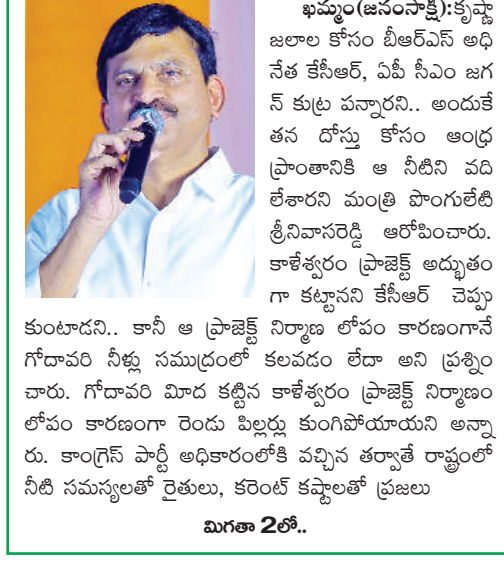 ఖమ్మం(జనంసాక్షి):కృష్ణా
జలాల కోసం బీఆర్ఎస్ అధి
నేత కేసీఆర్, ఏపీ సీఎం జగ
న్ కుట్ర పన్నారని.. అందుకే
తన దోస్తు కోసం ఆంధ్ర
ప్రాంతానికి ఆ నీటిని వది
లేశారని మంత్రి పొంగులేటి
శ్రీనివాసరెడ్డి ఆరోపించారు.
కాళేశ్వరం ప్రాజెక్ట్ అద్భుతం
గా కట్టానని కేసీఆర్ చెప్పు
కుంటాడని.. కానీ ఆ ప్రాజెక్ట్ నిర్మాణ లోపం కారణంగానే
గోదావరి నీళ్లు సముద్రంలో కలవడం లేదా అని ప్రశ్నిం
చారు. గోదావరి మీద కట్టిన కాళేశ్వరం ప్రాజెక్ట్ నిర్మాణం
లోపం కారణంగా రెండు పిల్లర్లు కుంగిపోయాయని అన్నా
రు. కాంగ్రెస్ పార్టీ అధికారంలోకి వచ్చిన తర్వాతే రాష్ట్రంలో
నీటి సమస్యలతో రైతులు, కరెంట్ కష్టాలతో ప్రజలు
మిగతా 2లో..